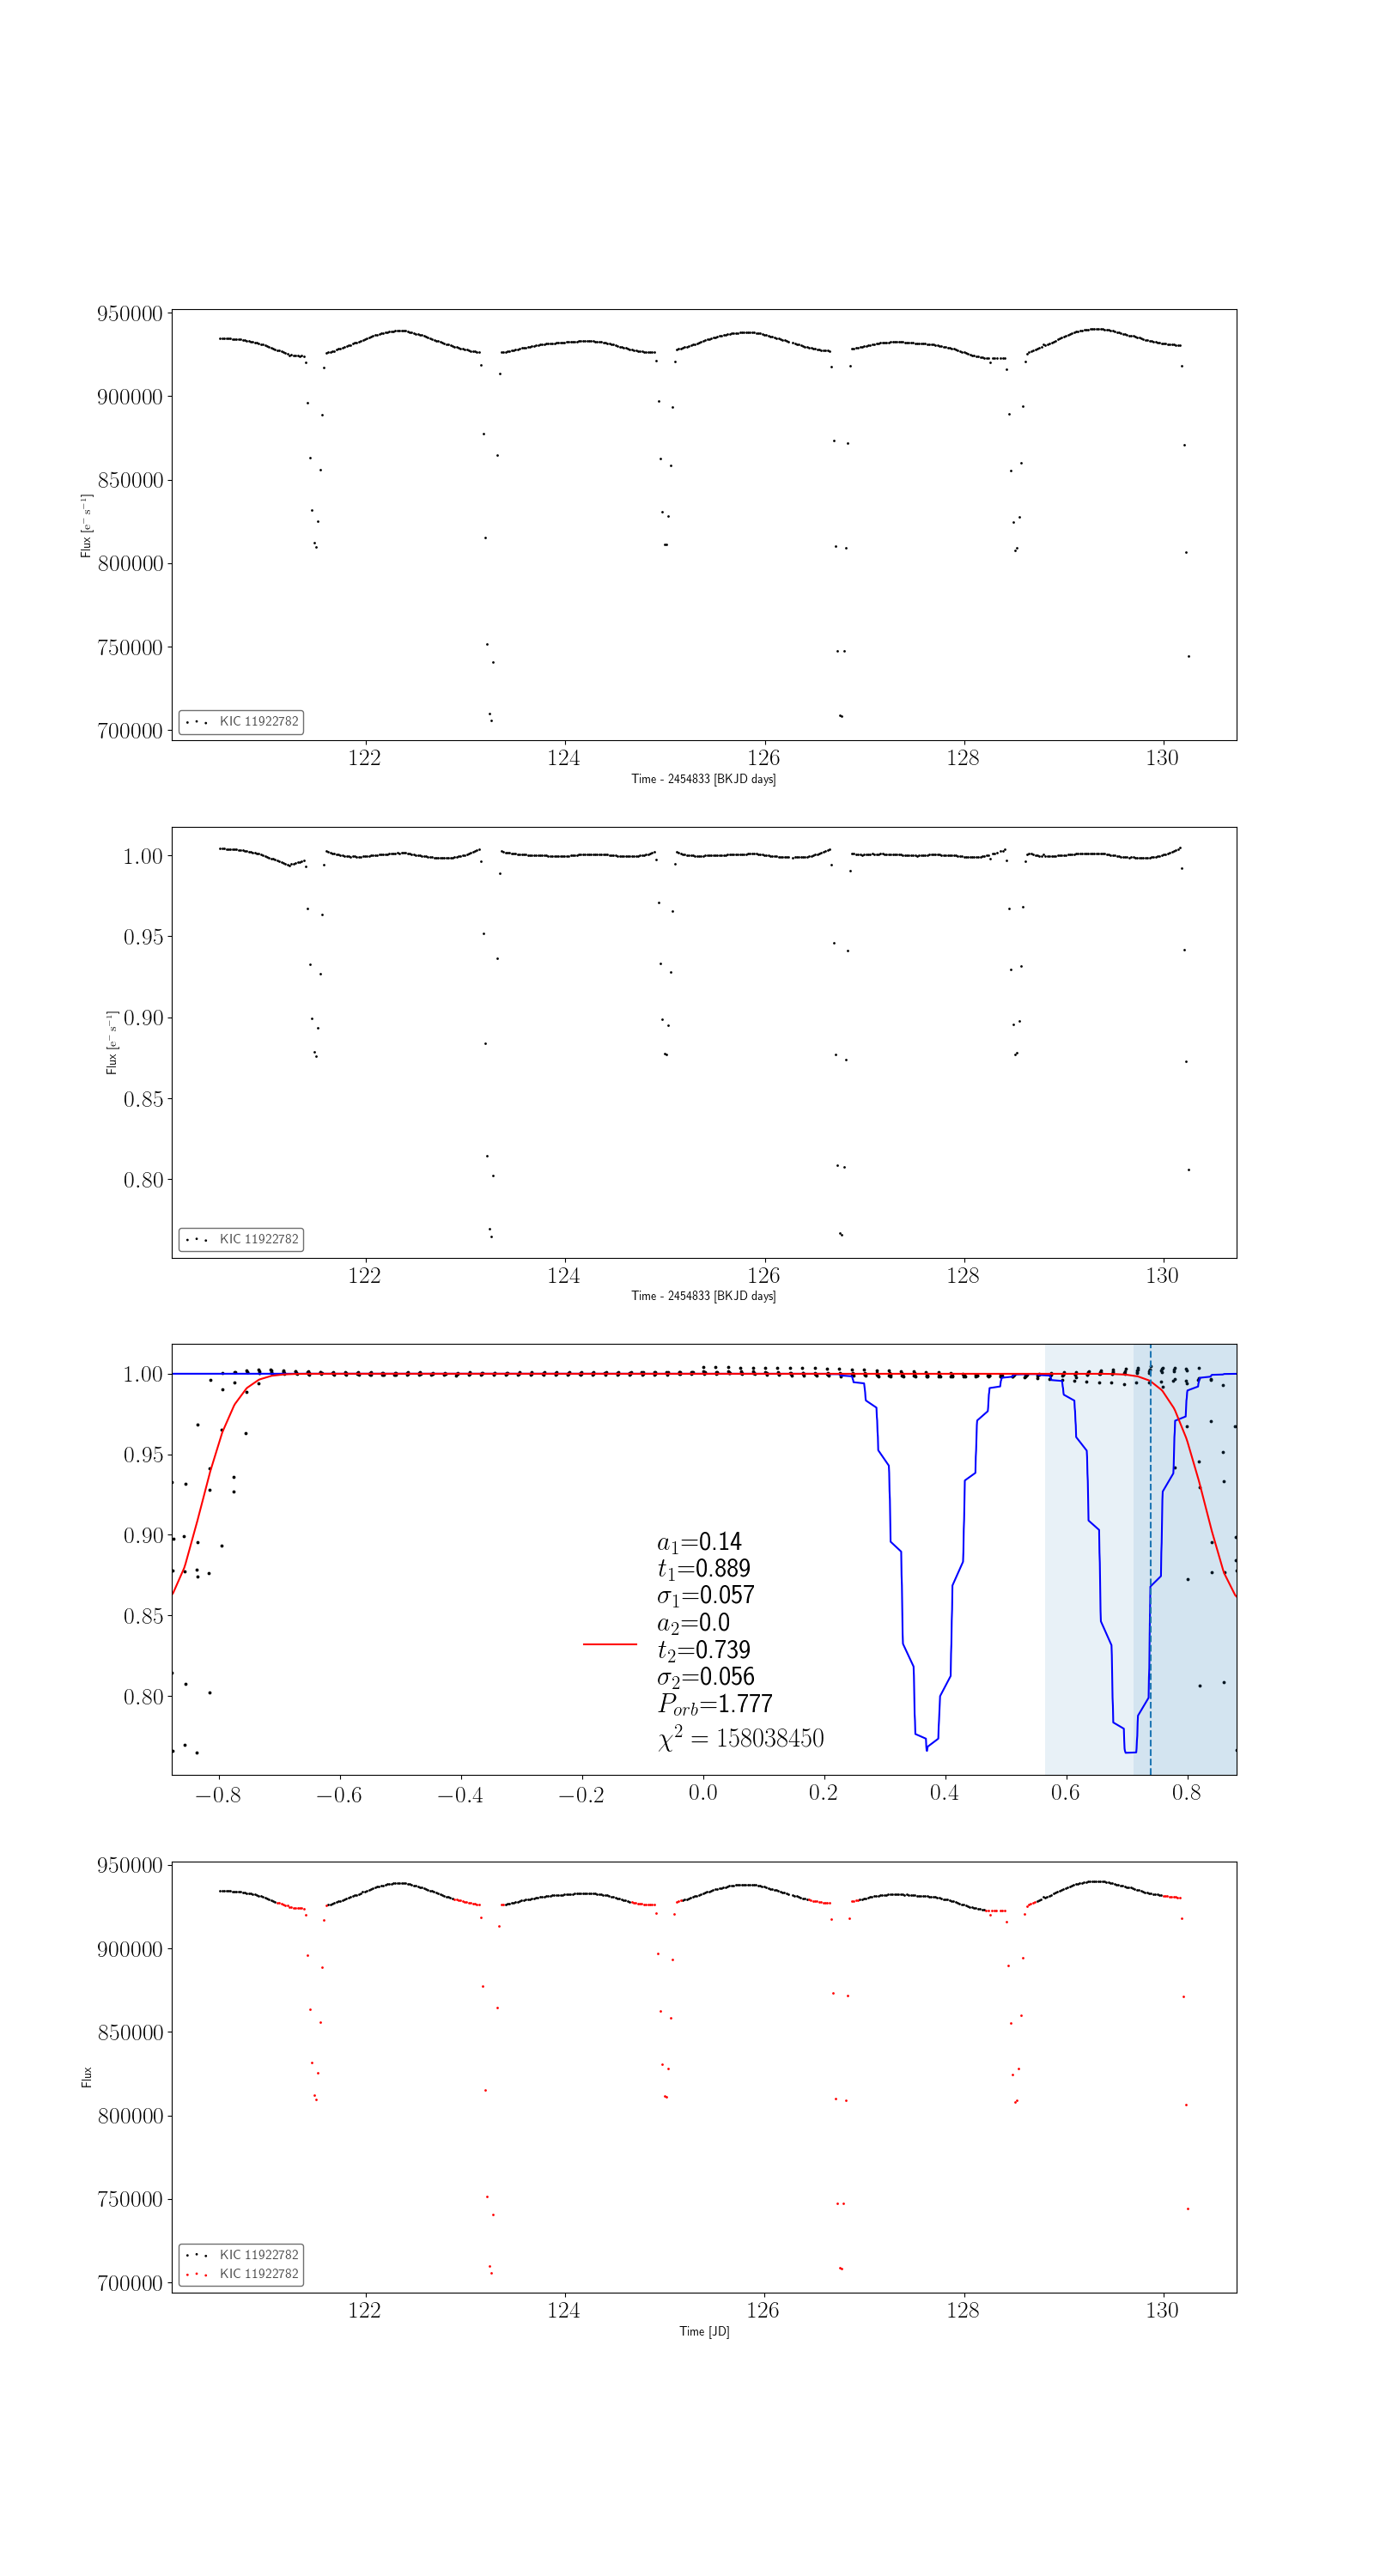 950000
900000
850000
800000
750000
700000
Flux [e⁻ s⁻¹]
KIC 11922782
122 124 126 128 130
Time - 2454833 [BKJD days]
1.00
0.95
0.90
0.85
0.80
Flux [e⁻ s⁻¹]
KIC 11922782
122 124 126 128 130
Time - 2454833 [BKJD days]
1.00
0.95
0.90
0.85
0.80
a₁=0.14
t₁=0.889
σ₁=0.057
a₂=0.0
t₂=0.739
σ₂=0.056
P_orb=1.777
χ² = 158038450
−0.8 −0.6 −0.4 −0.2 0.0 0.2 0.4 0.6 0.8
950000
900000
850000
800000
750000
700000
Flux
KIC 11922782
KIC 11922782
122 124 126 128 130
Time [JD]